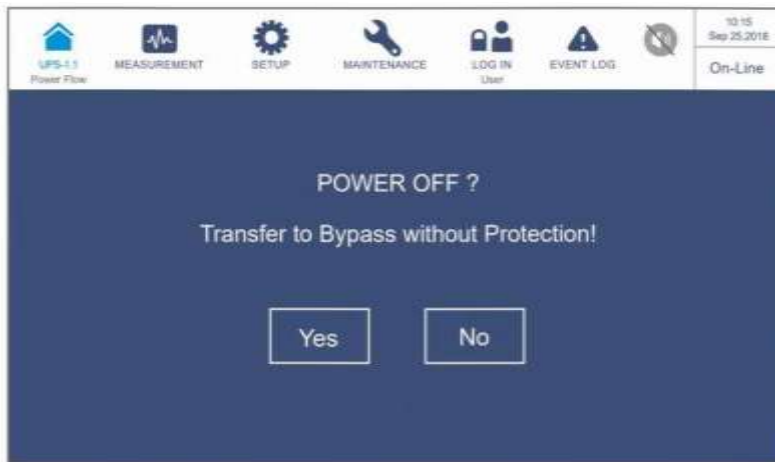 UPS-1.1
Power Flow
MEASUREMENT
SETUP
MAINTENANCE
LOG IN
User
EVENT LOG
10:15
Sep 25,2018
On-Line
POWER OFF ?
Transfer to Bypass without Protection!
Yes
No